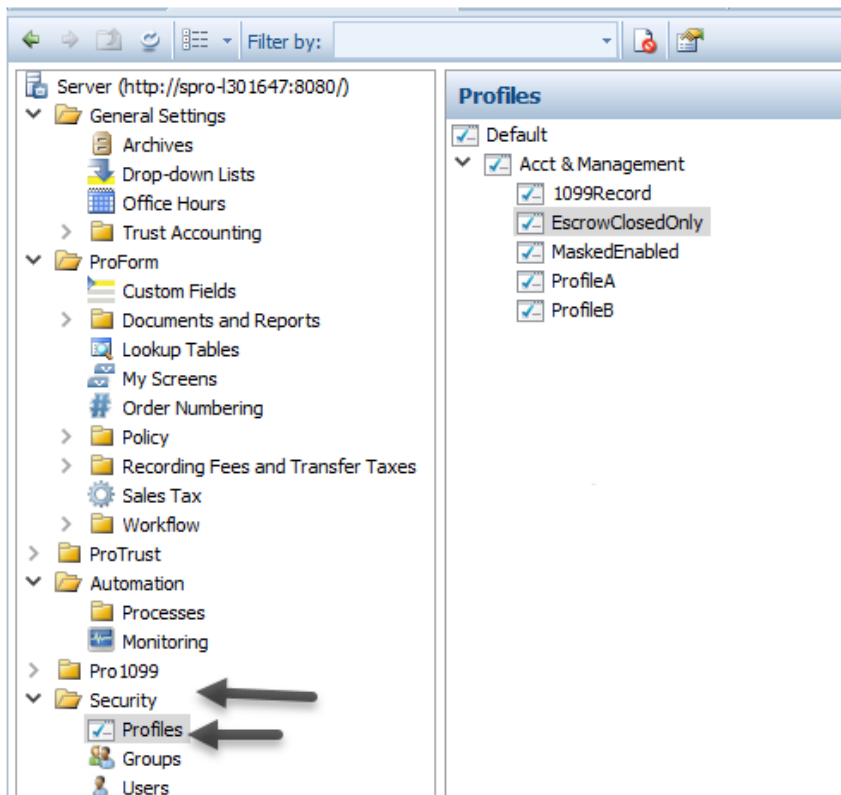 Filter by:
Server (http://spro-l301647:8080/)
General Settings
Archives
Drop-down Lists
Office Hours
Trust Accounting
ProForm
Custom Fields
Documents and Reports
Lookup Tables
My Screens
Order Numbering
Policy
Recording Fees and Transfer Taxes
Sales Tax
Workflow
ProTrust
Automation
Processes
Monitoring
Pro1099
Security
Profiles
Groups
Users
Profiles
Default
Acct & Management
1099Record
EscrowClosedOnly
MaskedEnabled
ProfileA
ProfileB